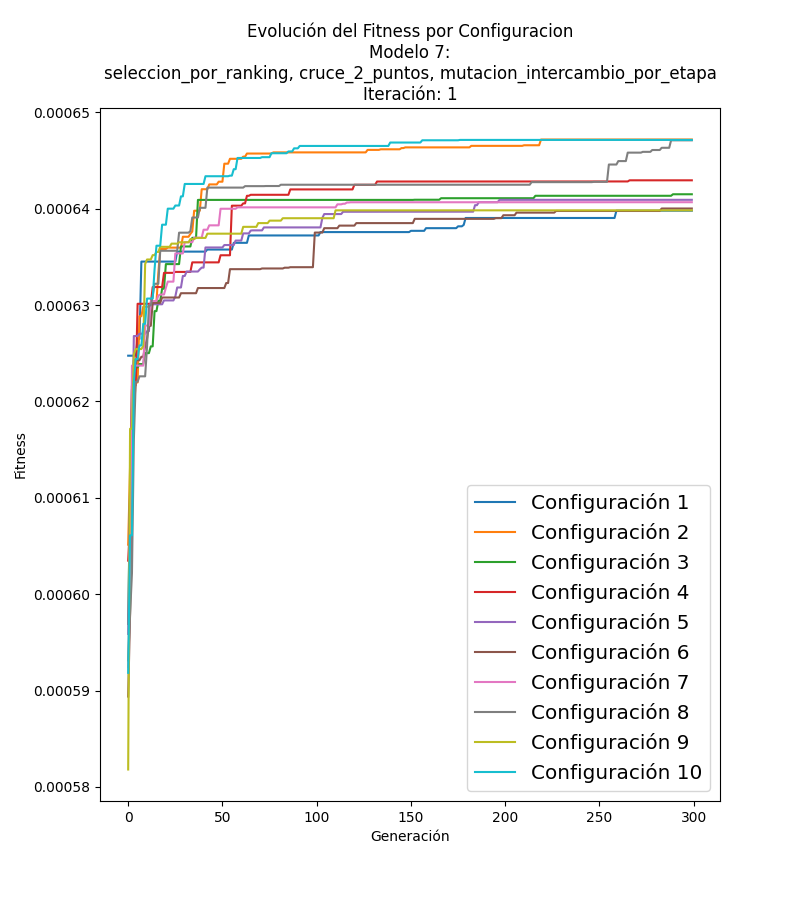 Evolución del Fitness por Configuracion
Modelo 7:
seleccion_por_ranking, cruce_2_puntos, mutacion_intercambio_por_etapa
Iteración: 1
Fitness
0.00065
0.00064
0.00063
0.00062
0.00061
0.00060
0.00059
0.00058
Configuración 1
Configuración 2
Configuración 3
Configuración 4
Configuración 5
Configuración 6
Configuración 7
Configuración 8
Configuración 9
Configuración 10
0 50 100 150 200 250 300
Generación